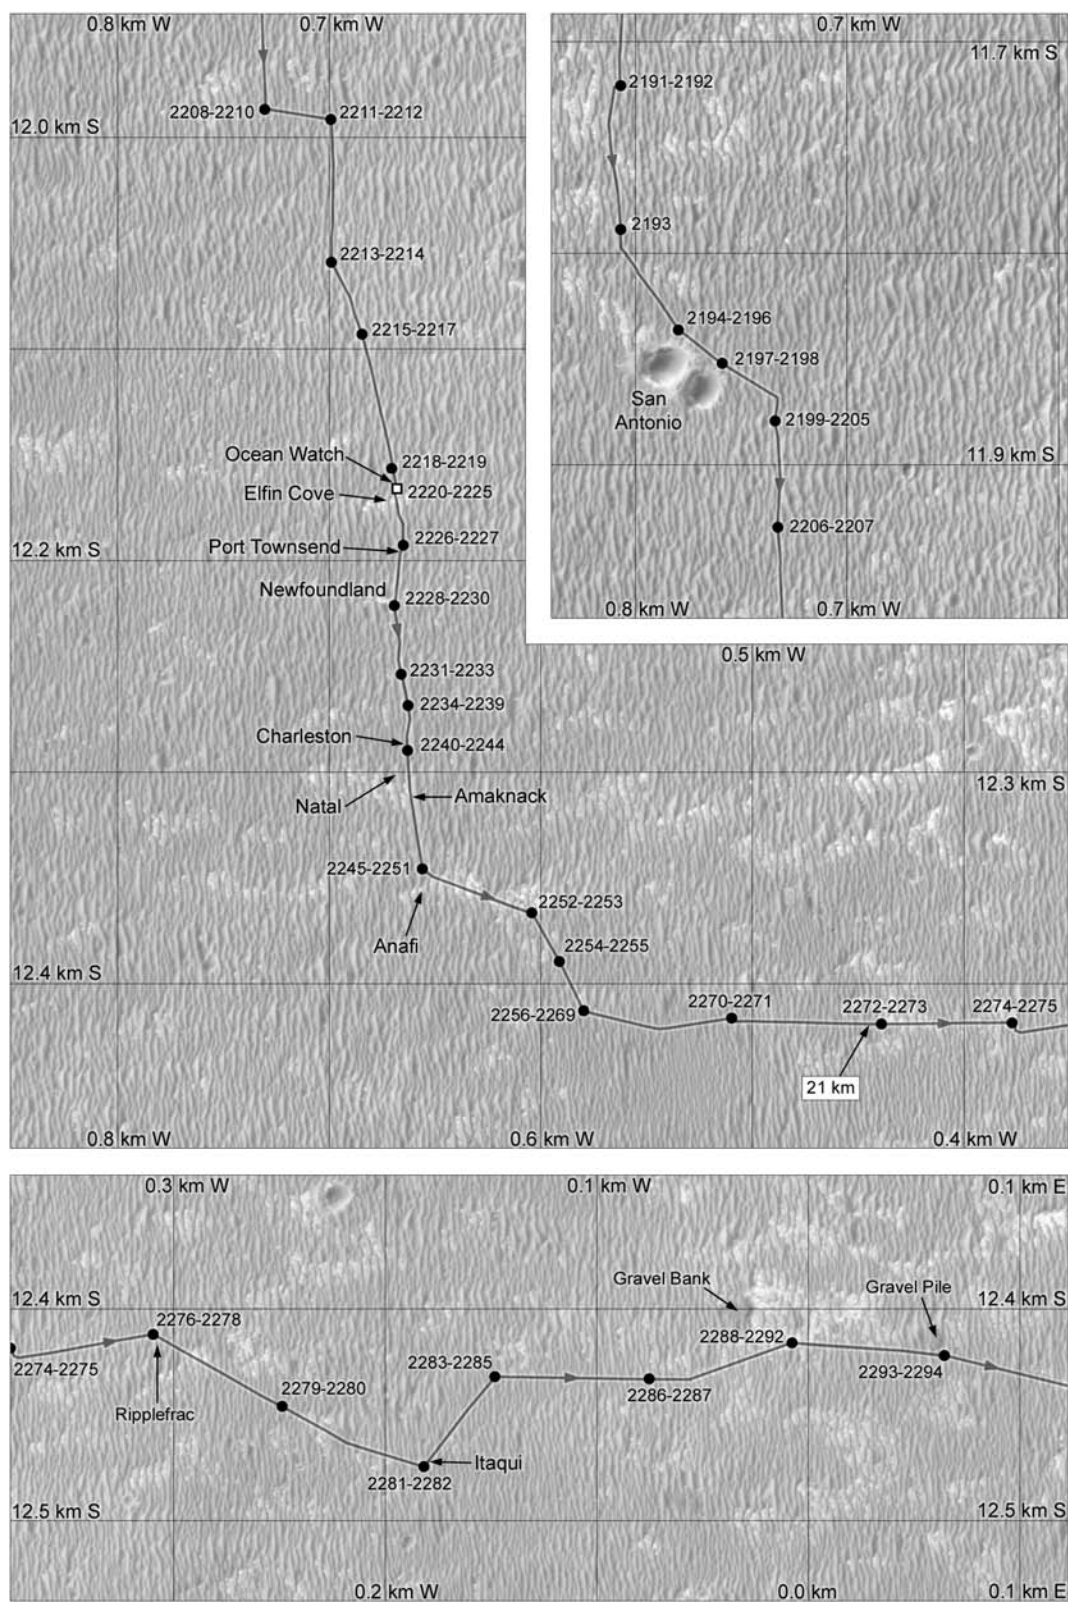 0.8 km W
0.7 km W
2208-2210
2211-2212
12.0 km S
2213-2214
2215-2217
Ocean Watch
2218-2219
Elfin Cove
2220-2225
Port Townsend
2226-2227
12.2 km S
Newfoundland
2228-2230
2231-2233
2234-2239
Charleston
2240-2244
Natal
Amaknack
2245-2251
Anafi
2252-2253
2254-2255
12.4 km S
2256-2269
2270-2271
2272-2273
2274-2275
21 km
0.5 km W
12.3 km S
0.8 km W
0.6 km W
0.4 km W
0.7 km W
11.7 km S
2191-2192
2193
2194-2196
2197-2198
San
Antonio
2199-2205
11.9 km S
2206-2207
0.8 km W
0.7 km W
0.3 km W
0.1 km W
0.1 km E
12.4 km S
Gravel Bank
Gravel Pile
12.4 km S
2276-2278
2288-2292
2274-2275
2283-2285
2293-2294
2279-2280
2286-2287
Ripplefrac
Itaqui
2281-2282
12.5 km S
12.5 km S
0.2 km W
0.0 km
0.1 km E